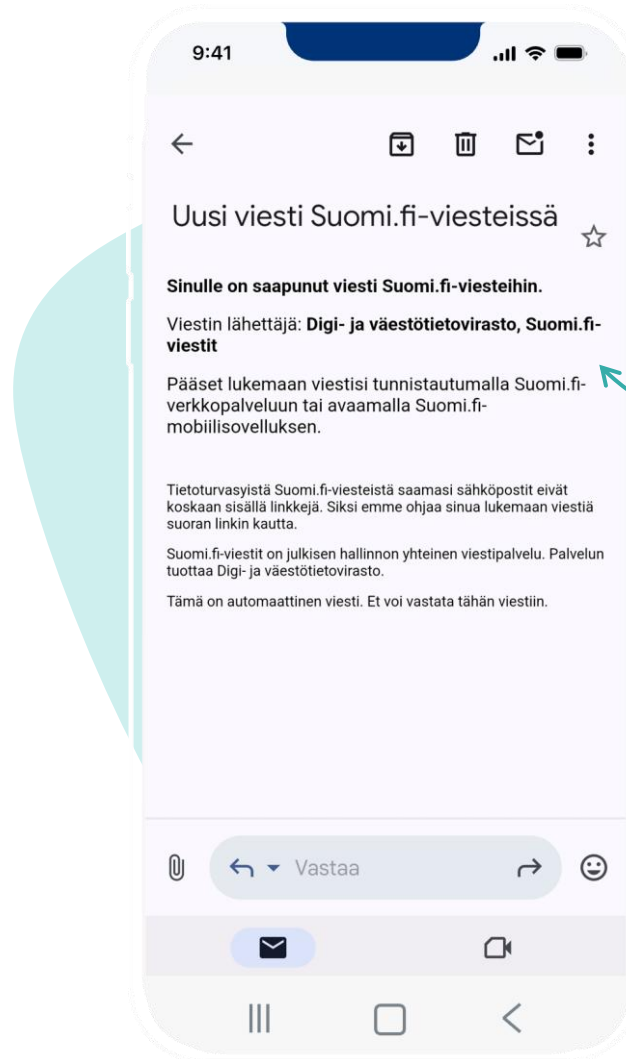 9:41
Uusi viesti Suomi.fi-viesteissä
Sinulle on saapunut viesti Suomi.fi-viesteihin.
Viestin lähettäjä: Digi- ja väestötietovirasto, Suomi.fi-
viestit
Pääset lukemaan viestisi tunnistautumalla Suomi.fi-
verkkopalveluun tai avaamalla Suomi.fi-
mobiilisovelluksen.
Tietoturvasyistä Suomi.fi-viesteistä saamasi sähköpostit eivät
koskaan sisällä linkkejä. Siksi emme ohjaa sinua lukemaan viestiä
suoran linkin kautta.
Suomi.fi-viestit on julkisen hallinnon yhteinen viestipalvelu. Palvelun
tuottaa Digi- ja väestötietovirasto.
Tämä on automaattinen viesti. Et voi vastata tähän viestiin.
Vastaa